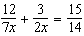 12/7x + 3/2x = 15/14